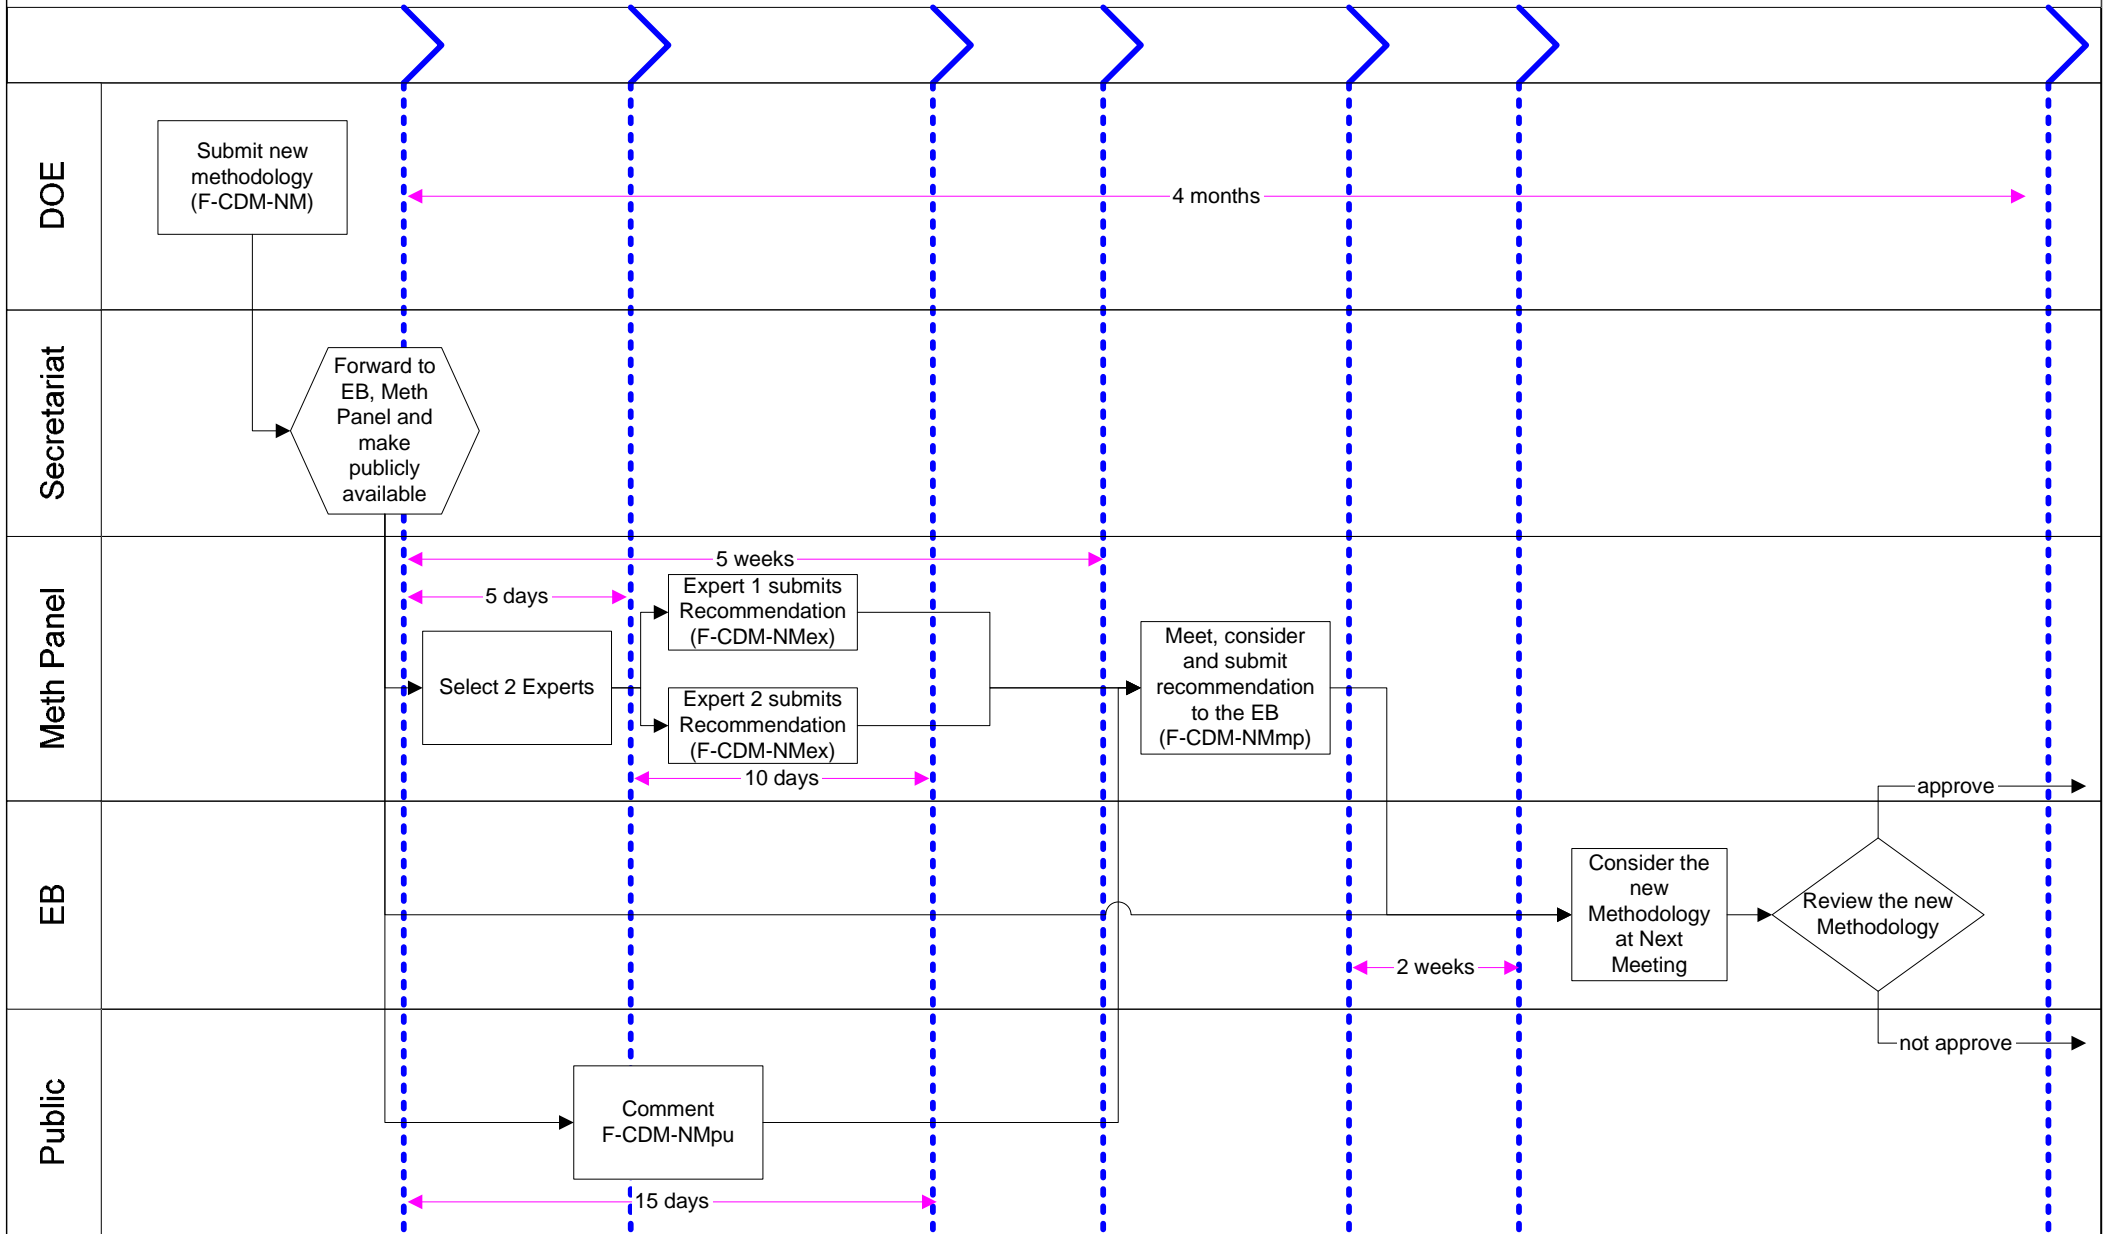 DOE
Submit new
methodology
(F-CDM-NM)
4 months
Secretariat
Forward to
EB, Meth
Panel and
make
publicly
available
Meth Panel
5 weeks
5 days
Select 2 Experts
Expert 1 submits
Recommendation
(F-CDM-NMex)
Expert 2 submits
Recommendation
(F-CDM-NMex)
10 days
Meet, consider
and submit
recommendation
to the EB
(F-CDM-NMmp)
approve
EB
Consider the
new
Methodology
at Next
Meeting
Review the new
Methodology
2 weeks
not approve
Public
Comment
F-CDM-NMpu
15 days